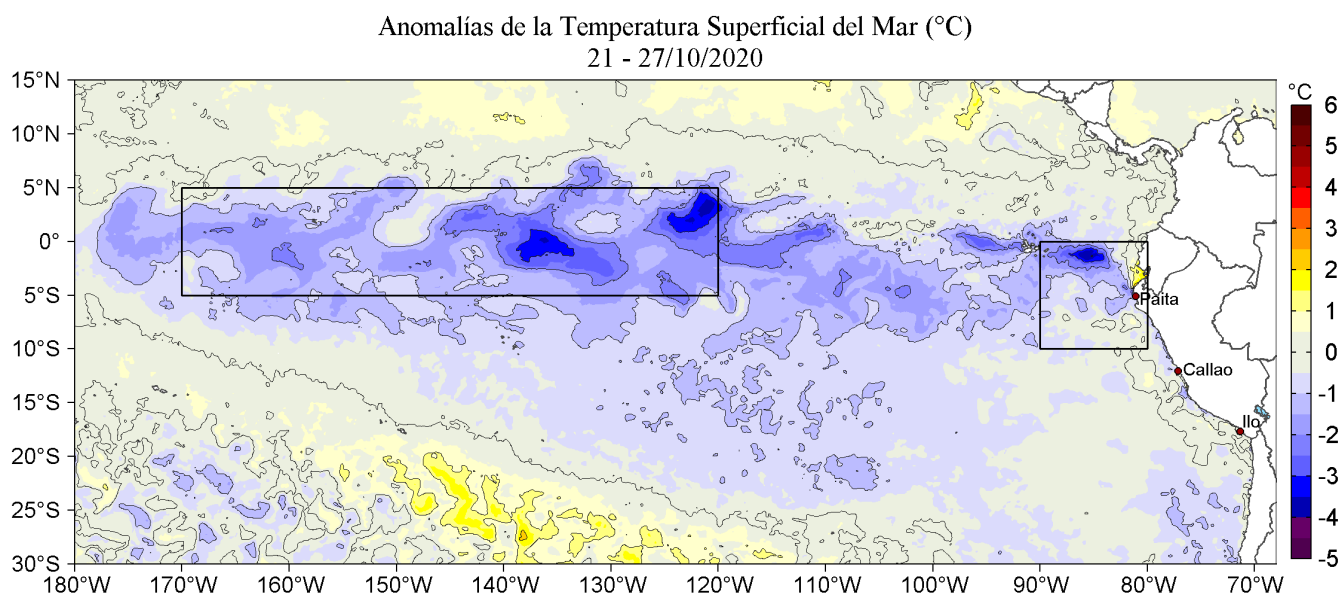 Anomalías de la Temperatura Superficial del Mar (°C)
21 - 27/10/2020
15°N
10°N
5°N
0°
5°S
10°S
15°S
20°S
25°S
30°S
180°W
170°W
160°W
150°W
140°W
130°W
120°W
110°W
100°W
90°W
80°W
70°W
Paita
Callao
Ilo
°C
6
5
4
3
2
1
0
-1
-2
-3
-4
-5